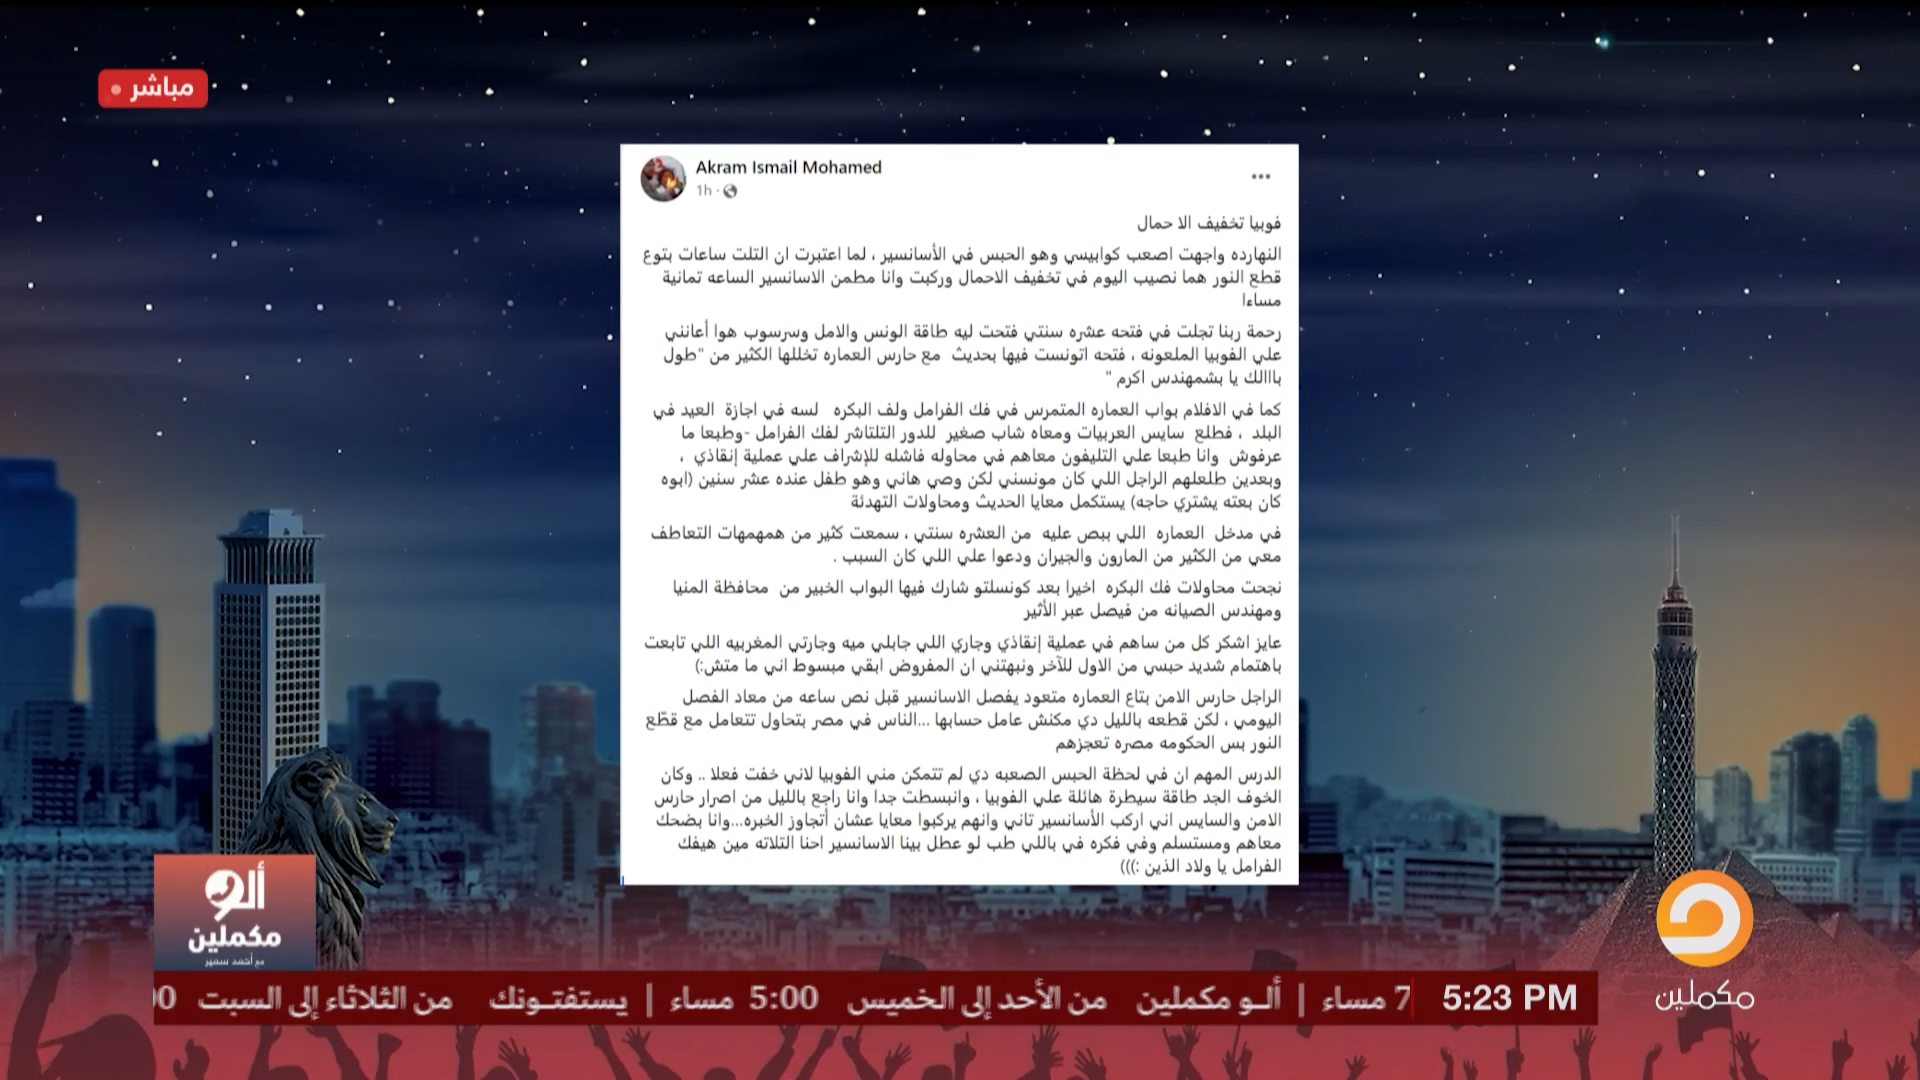 مباشر
Akram Ismail Mohamed
1h ·
فوبيا تخفيف الا حمال
النهارده واجهت اصعب كوابيسي وهو الحبس في الأسانسير ، لما اعتبرت ان التلت ساعات بتوع
قطع النور هما نصيب اليوم في تخفيف الاحمال وركبت وانا مطمن الاسانسير الساعه تمانية
مساءا
رحمة ربنا تجلت في فتحه عشره سنتي فتحت ليه طاقة الونس والامل وسرسوب هوا أعانني
علي الفوبيا الملعونه ، فتحه اتونست فيها بحديث مع حارس العماره تخللها الكثير من "طول
بااالك يا بشمهندس اكرم "
كما في الافلام بواب العماره المتمرس في فك الفرامل ولف البكره لسه في اجازة العيد في
البلد ، فطلع سايس العربيات ومعاه شاب صغير للدور التلتاشر لفك الفرامل -وطبعا ما
عرفوش وانا طبعا علي التليفون معاهم في محاوله فاشله للإشراف علي عملية إنقاذي ،
وبعدين طلعلهم الراجل اللي كان مونسني لكن وصي هاني وهو طفل عنده عشر سنين (ابوه
كان بعته يشتري حاجه) يستكمل معايا الحديث ومحاولات التهدئة
في مدخل العماره اللي ببص عليه من العشره سنتي ، سمعت كثير من همهمهات التعاطف
معي من الكثير من المارون والجيران ودعوا علي اللي كان السبب .
نجحت محاولات فك البكره اخيرا بعد كونسلتو شارك فيها البواب الخبير من محافظة المنيا
ومهندس الصيانه من فيصل عبر الأثير
عايز اشكر كل من ساهم في عملية إنقاذي وجاري اللي جابلي ميه وجارتي المغربيه اللي تابعت
باهتمام شديد حبسي من الاول للآخر ونبهتني ان المفروض ابقي مبسوط اني ما متش:)
الراجل حارس الامن بتاع العماره متعود يفصل الاسانسير قبل نص ساعه من معاد الفصل
اليومي ، لكن قطعه بالليل دي مكنش عامل حسابها ...الناس في مصر بتحاول تتعامل مع قطّع
النور بس الحكومه مصره تعجزهم
الدرس المهم ان في لحظة الحبس الصعبه دي لم تتمكن مني الفوبيا لاني خفت فعلا .. وكان
الخوف الجد طاقة سيطرة هائلة علي الفوبيا ، وانبسطت جدا وانا راجع بالليل من اصرار حارس
الامن والسايس اني اركب الأسانسير تاني وانهم يركبوا معايا عشان أتجاوز الخبره...وانا بضحك
معاهم ومستسلم وفي فكره في باللي طب لو عطل بينا الاسانسير احنا التلاته مين هيفك
الفرامل يا ولاد الذين :)))
ألو
مكملين
مع أحمد سمير
مكملين
5:23 PM
7 مساء | ألـو مكملين من الأحد إلى الخميس 5:00 مساء | يستفتـونك من الثلاثاء إلى السبت 00